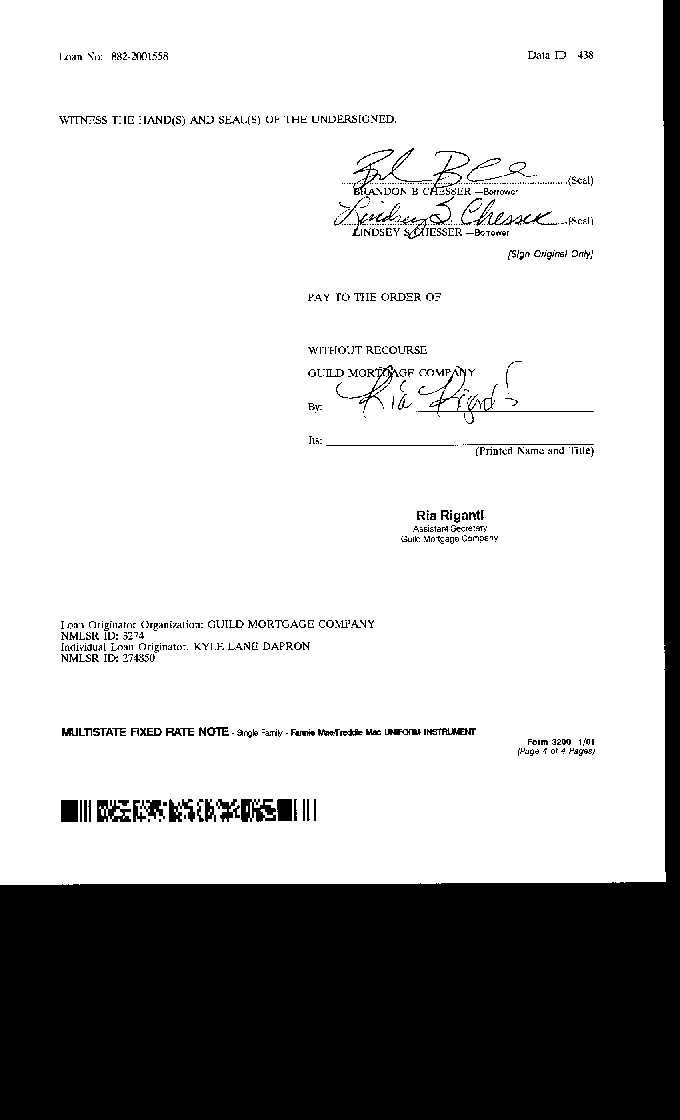 Loan No: 882-2001558 Data ID 438
WITNESS THE HAND(S) AND SEAL(S) OF THE UNDERSIGNED.
(Seal)
BRANDON B CHESSER —Borrower
Lindsey S. Chesser (Seal)
LINDSEY S CHESSER —Borrower
[Sign Original Only]
PAY TO THE ORDER OF
WITHOUT RECOURSE
GUILD MORTGAGE COMPANY
By: Ria Riganti
Its:
(Printed Name and Title)
Ria Riganti
Assistant Secretary
Guild Mortgage Company
Loan Originator Organization: GUILD MORTGAGE COMPANY
NMLSR ID: 3274
Individual Loan Originator: KYLE LANE DAPRON
NMLSR ID: 274850
MULTISTATE FIXED RATE NOTE - Single Family - Fannie Mae/Freddie Mac UNIFORM INSTRUMENT
Form 3200 1/01
(Page 4 of 4 Pages)